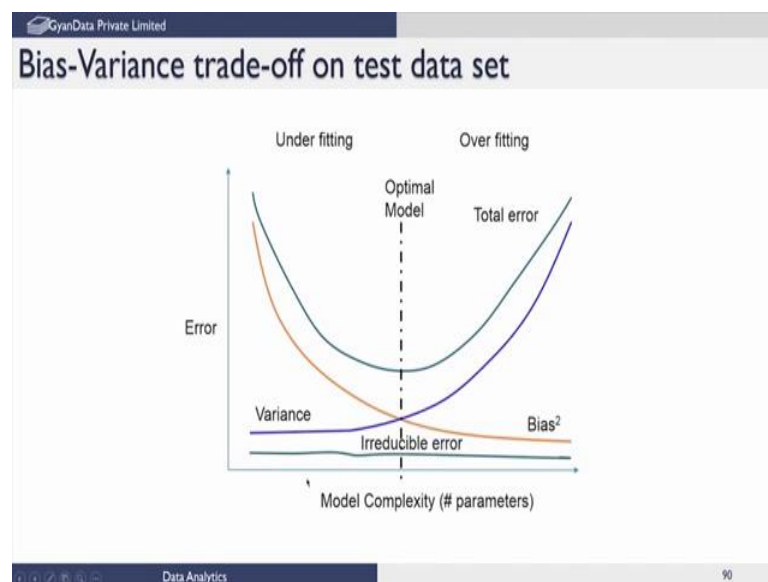 GyanData Private Limited
Bias-Variance trade-off on test data set
Under fitting
Over fitting
Optimal
Model
Total error
Error
Variance
Bias²
Irreducible error
Model Complexity (# parameters)
Data Analytics
90